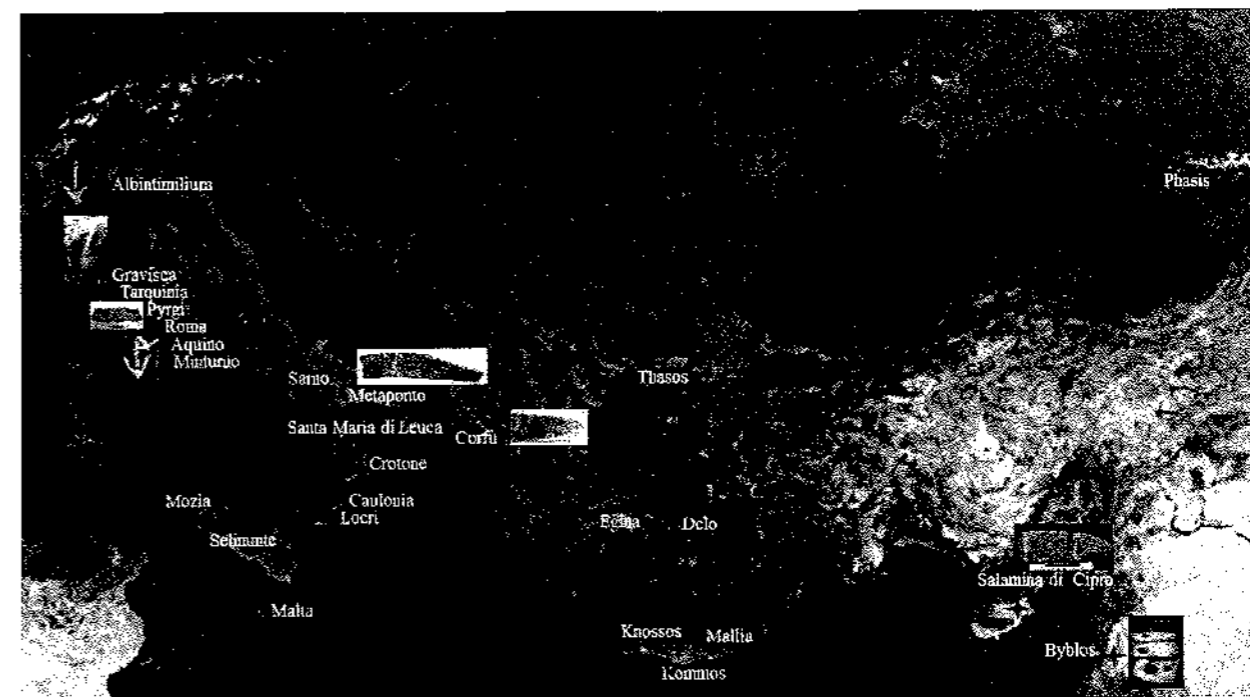 Albintimilium
Phasis
Gravisca
Tarquinia
Pyrgi
Roma
Aquino
Minturno
Sarno
Metaponto
Thasos
Santa Maria di Leuca
Corfù
Crotone
Mozia
Caulonia
Locri
Egina
Delo
Selinunte
Salamina di Cipro
Malta
Knossos
Mallia
Byblos
Kommos